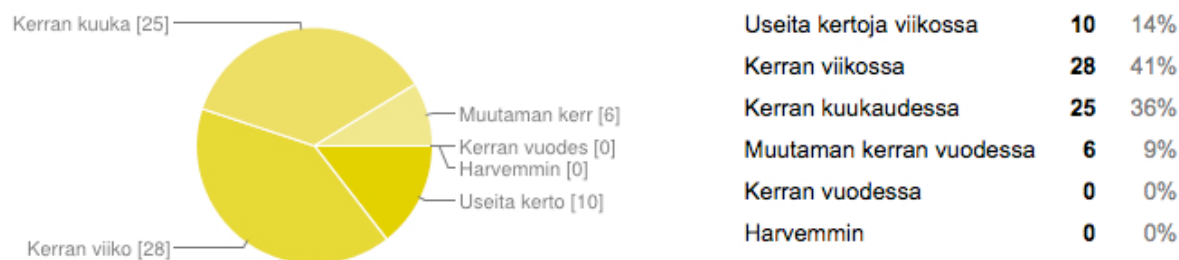 Kerran kuuka [25]
Muutaman kerr [6]
Kerran vuodes [0]
Harvemmin [0]
Useita kerto [10]
Kerran viiko [28]
Useita kertoja viikossa 10 14%
Kerran viikossa 28 41%
Kerran kuukaudessa 25 36%
Muutaman kerran vuodessa 6 9%
Kerran vuodessa 0 0%
Harvemmin 0 0%